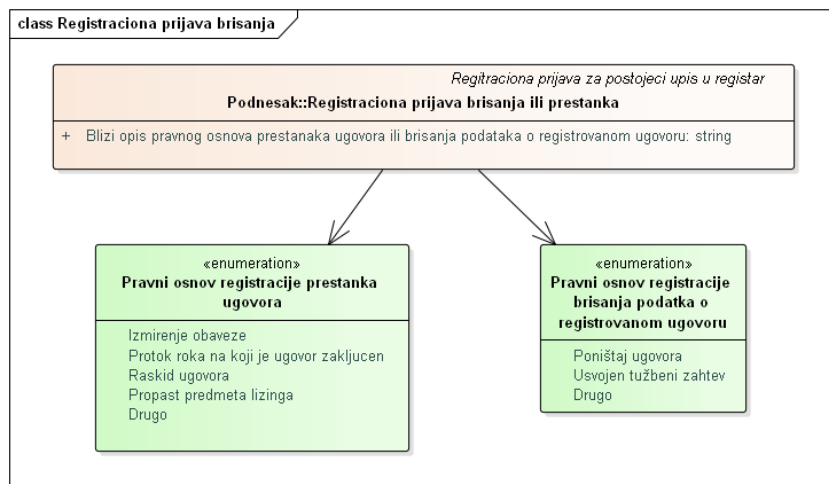 class Registraciona prijava brisanja
Regitraciona prijava za postojeci upis u registar
Podnesak::Registraciona prijava brisanja ili prestanka
+ Blizi opis pravnog osnova prestanaka ugovora ili brisanja podataka o registrovanom ugovoru: string
«enumeration»
Pravni osnov registracije prestanka
ugovora
Izmirenje obaveze
Protok roka na koji je ugovor zakljucen
Raskid ugovora
Propast predmeta lizinga
Drugo
«enumeration»
Pravni osnov registracije
brisanja podatka o
registrovanom ugovoru
Poništaj ugovora
Usvojen tužbeni zahtev
Drugo